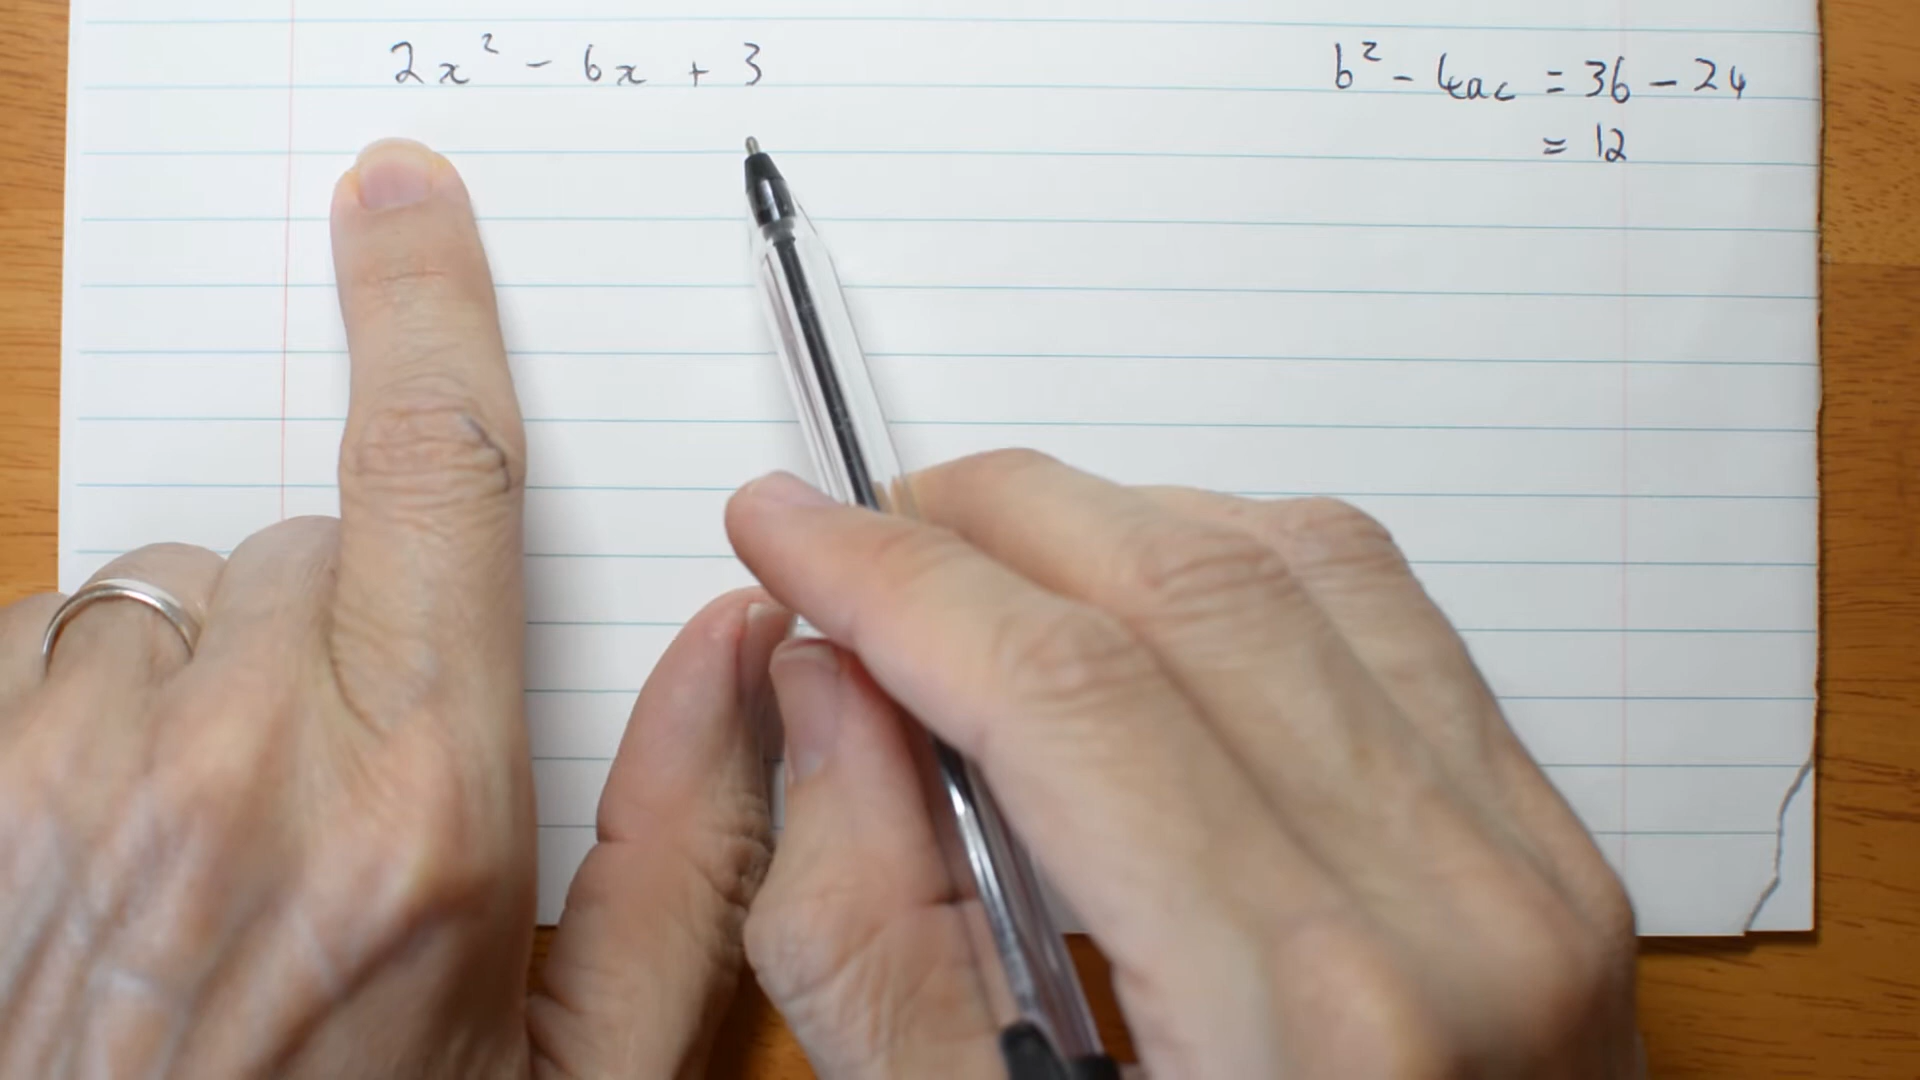 2x² - 6x + 3
b² - 4ac = 36 - 24
= 12